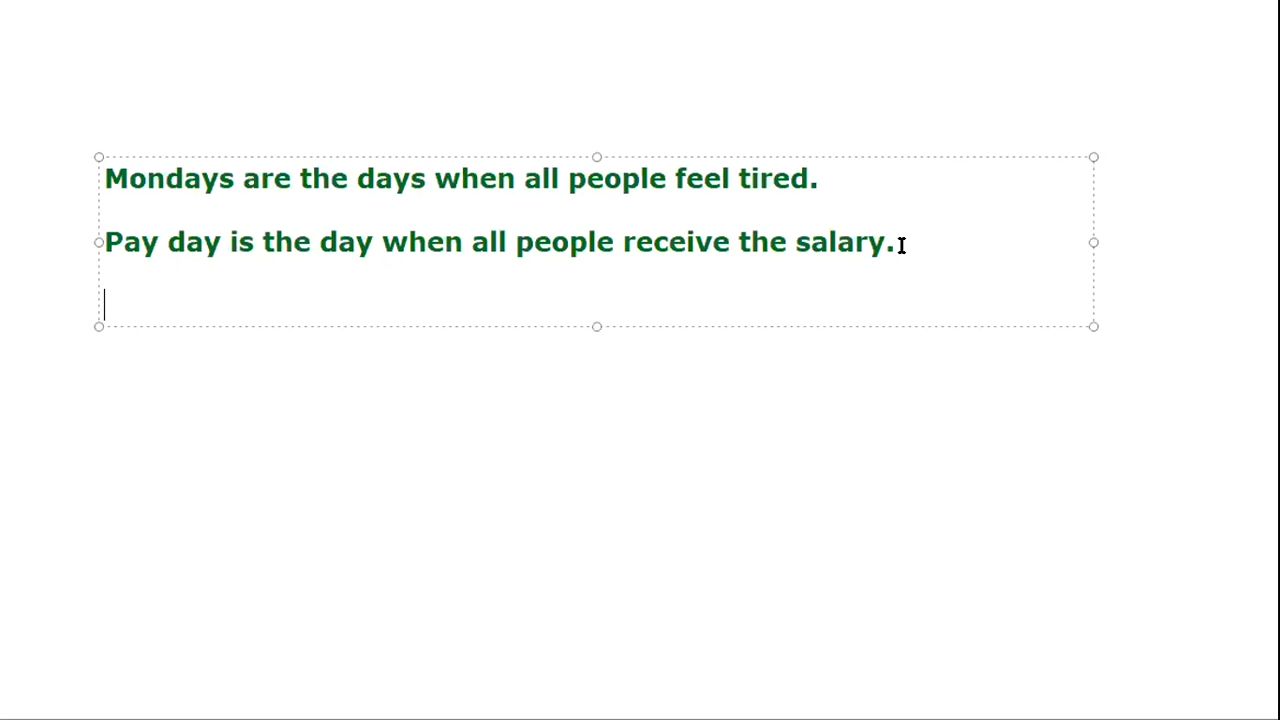 Mondays are the days when all people feel tired.
Pay day is the day when all people receive the salary.